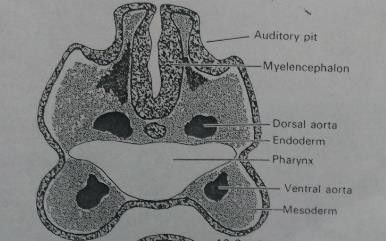 Auditory pit
Myelencephalon
Dorsal aorta
Endoderm
Pharynx
Ventral aorta
Mesoderm